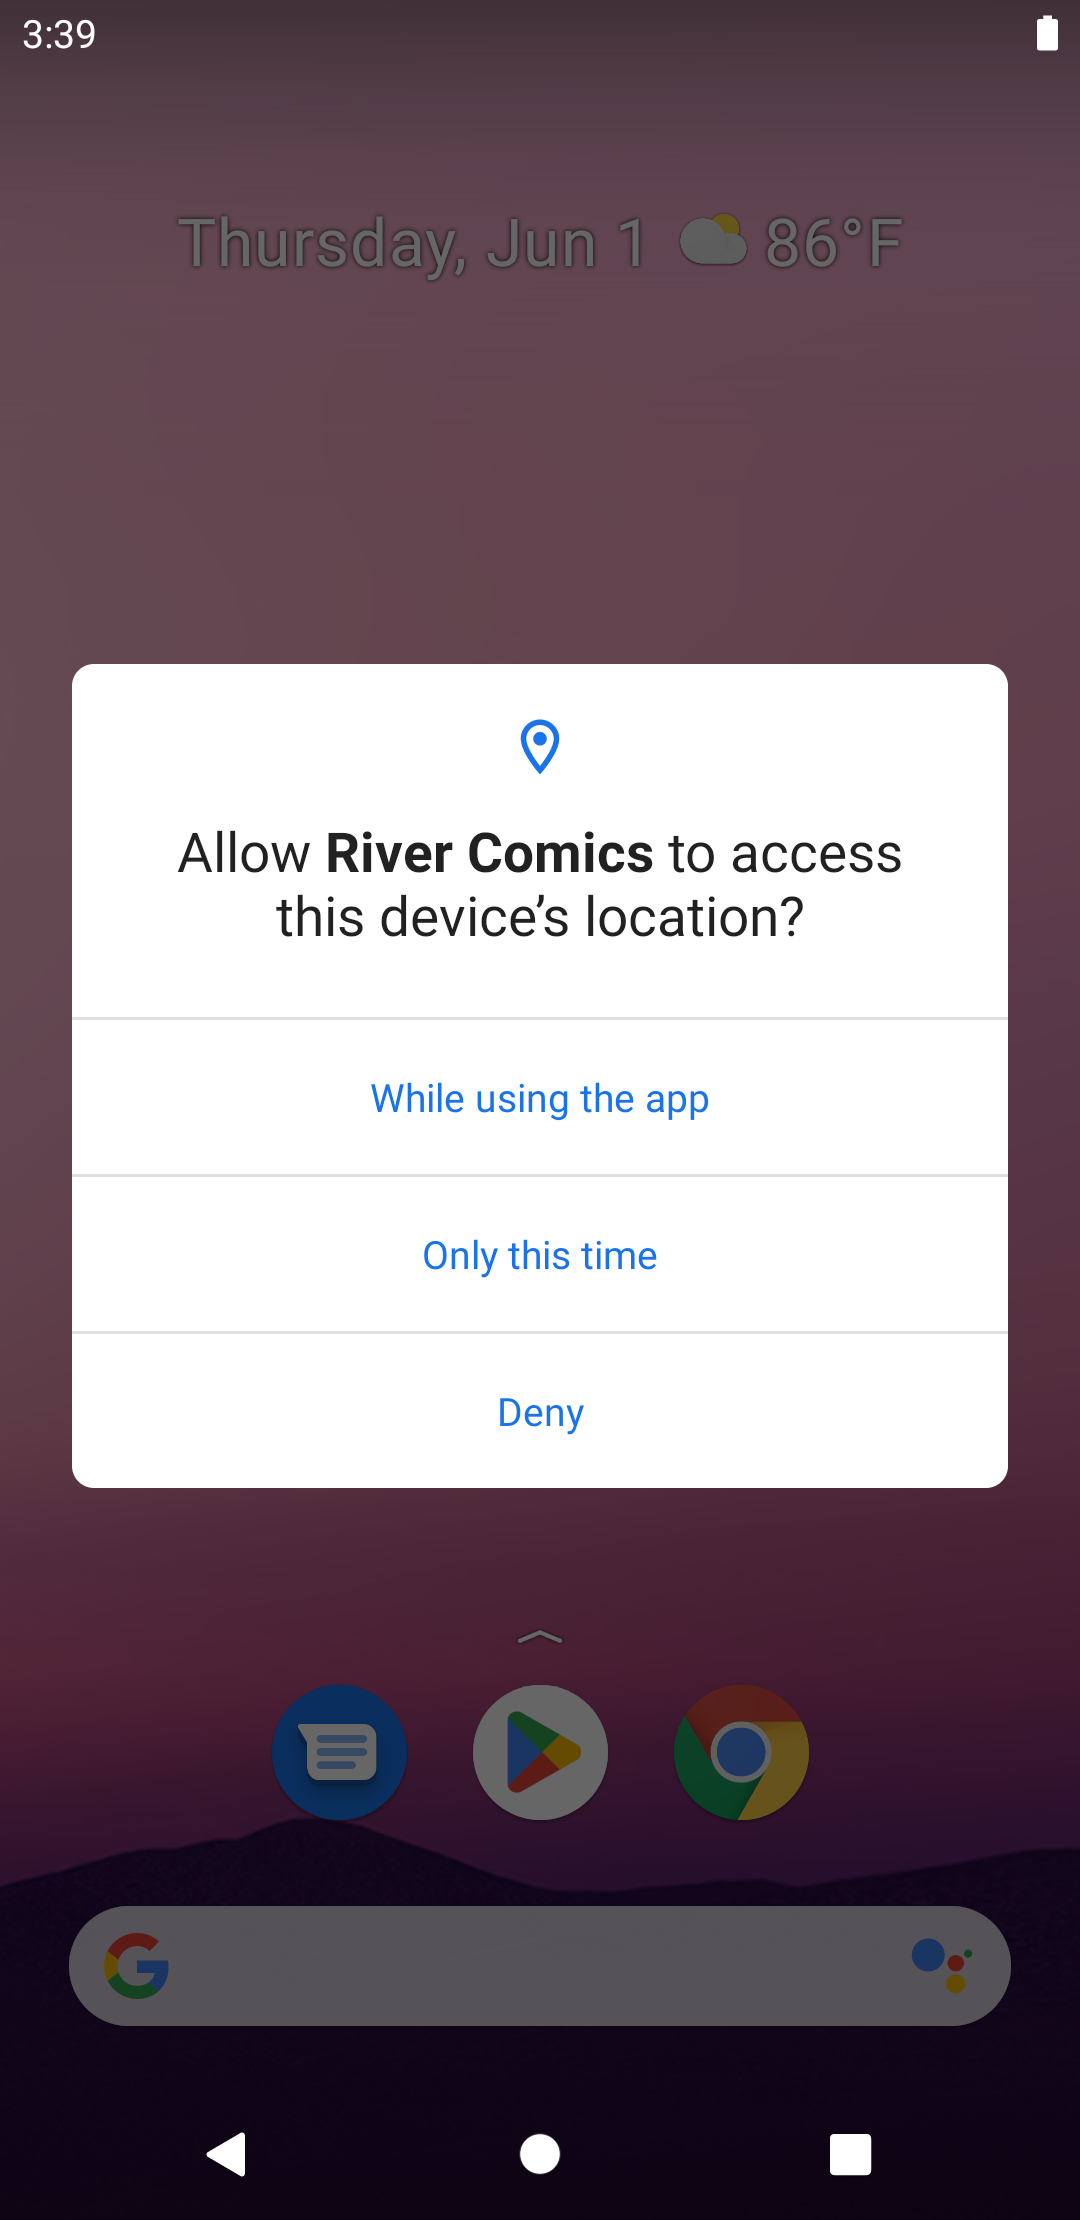 3:39
Thursday, Jun 1 86°F
Allow River Comics to access
this device’s location?
While using the app
Only this time
Deny